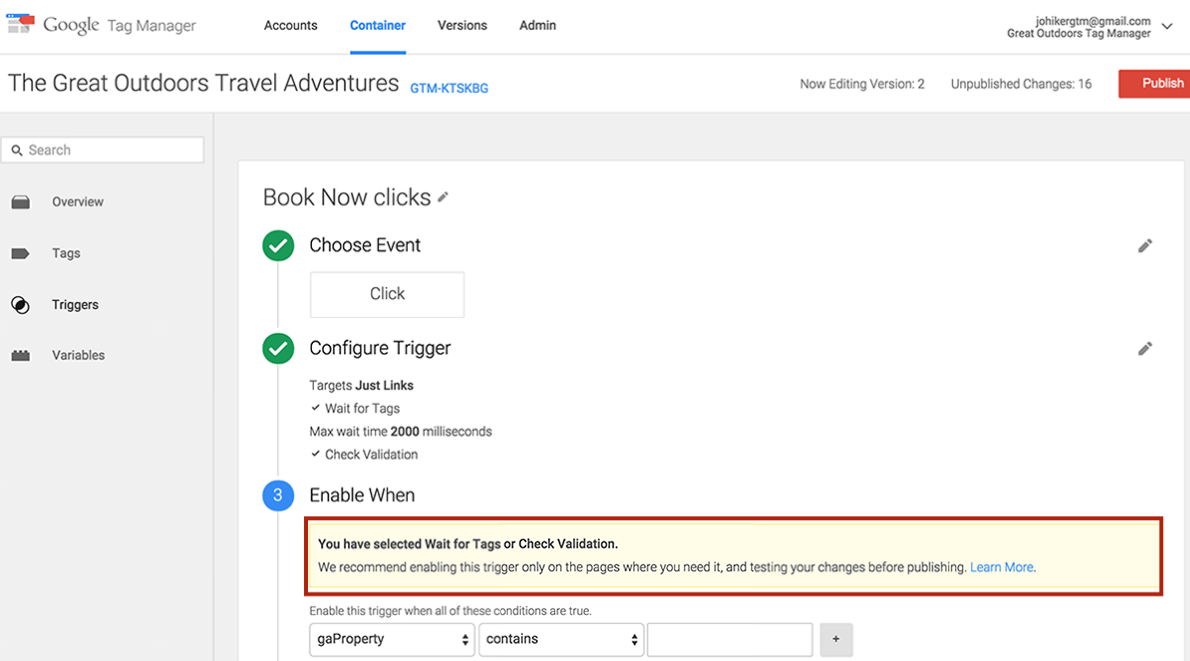 Google Tag Manager
Accounts
Container
Versions
Admin
johikergtm@gmail.com
Great Outdoors Tag Manager
The Great Outdoors Travel Adventures GTM-KTSKBG
Now Editing Version: 2
Unpublished Changes: 16
Publish
Search
Overview
Tags
Triggers
Variables
Book Now clicks
Choose Event
Click
Configure Trigger
Targets Just Links
Wait for Tags
Max wait time 2000 milliseconds
Check Validation
3 Enable When
You have selected Wait for Tags or Check Validation.
We recommend enabling this trigger only on the pages where you need it, and testing your changes before publishing. Learn More.
Enable this trigger when all of these conditions are true.
gaProperty contains +